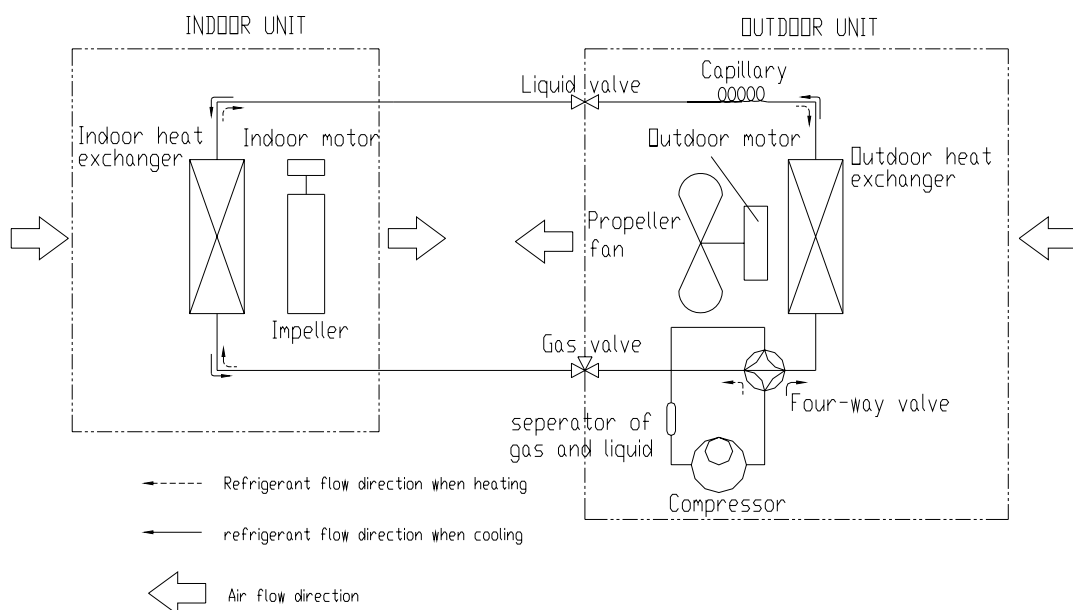 INDOOR UNIT
OUTDOOR UNIT
Liquid valve
Capillary
Indoor heat
exchanger
Indoor motor
Outdoor motor
Outdoor heat
exchanger
Propeller
fan
Impeller
Gas valve
Four-way valve
seperator of
gas and liquid
Compressor
Refrigerant flow direction when heating
refrigerant flow direction when cooling
Air flow direction